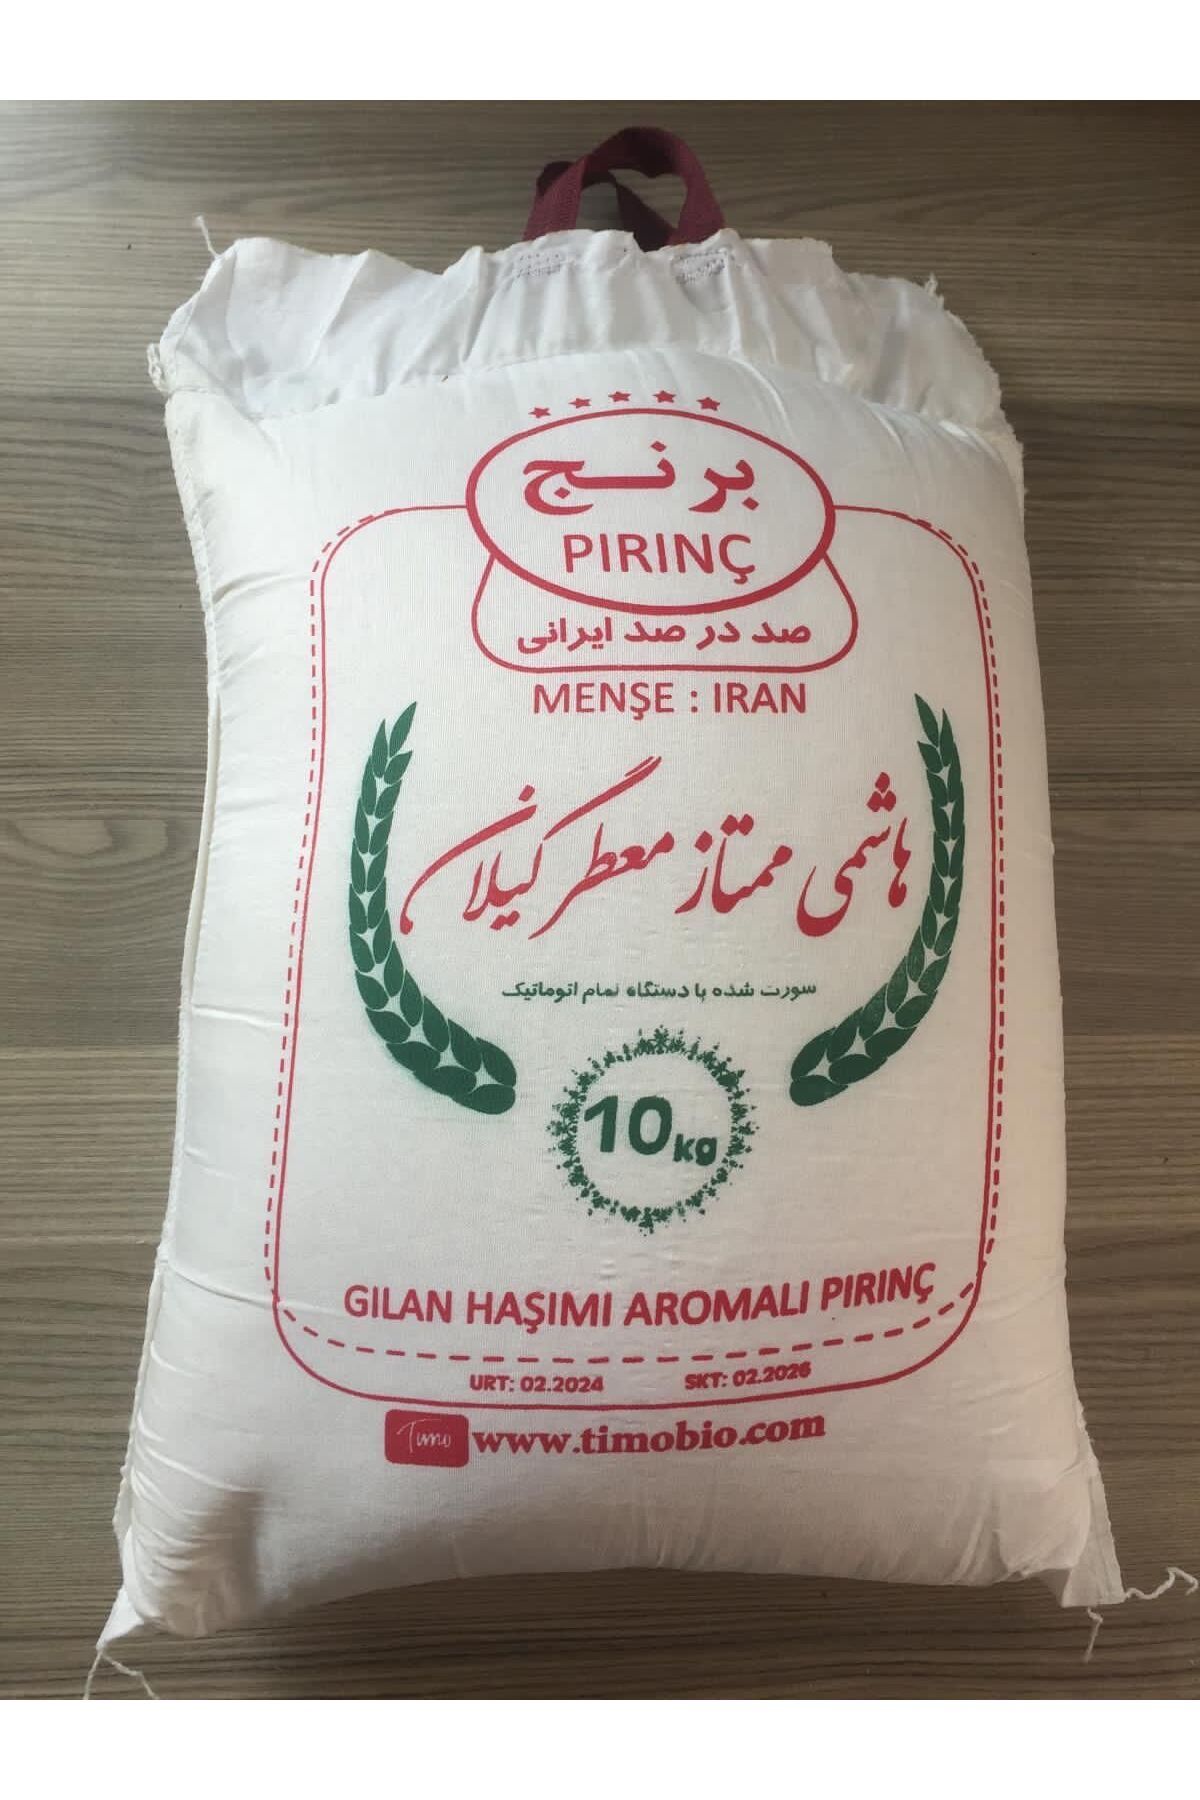 برنج
PIRINÇ
صد در صد ایرانی
MENŞE : IRAN
هاشمی ممتاز معطر گیلان
سورت شده با دستگاه تمام اتوماتیک
10kg
GILAN HAŞIMI AROMALI PIRINÇ
URT: 02.2024 SKT: 02.2026
Timo www.timobio.com